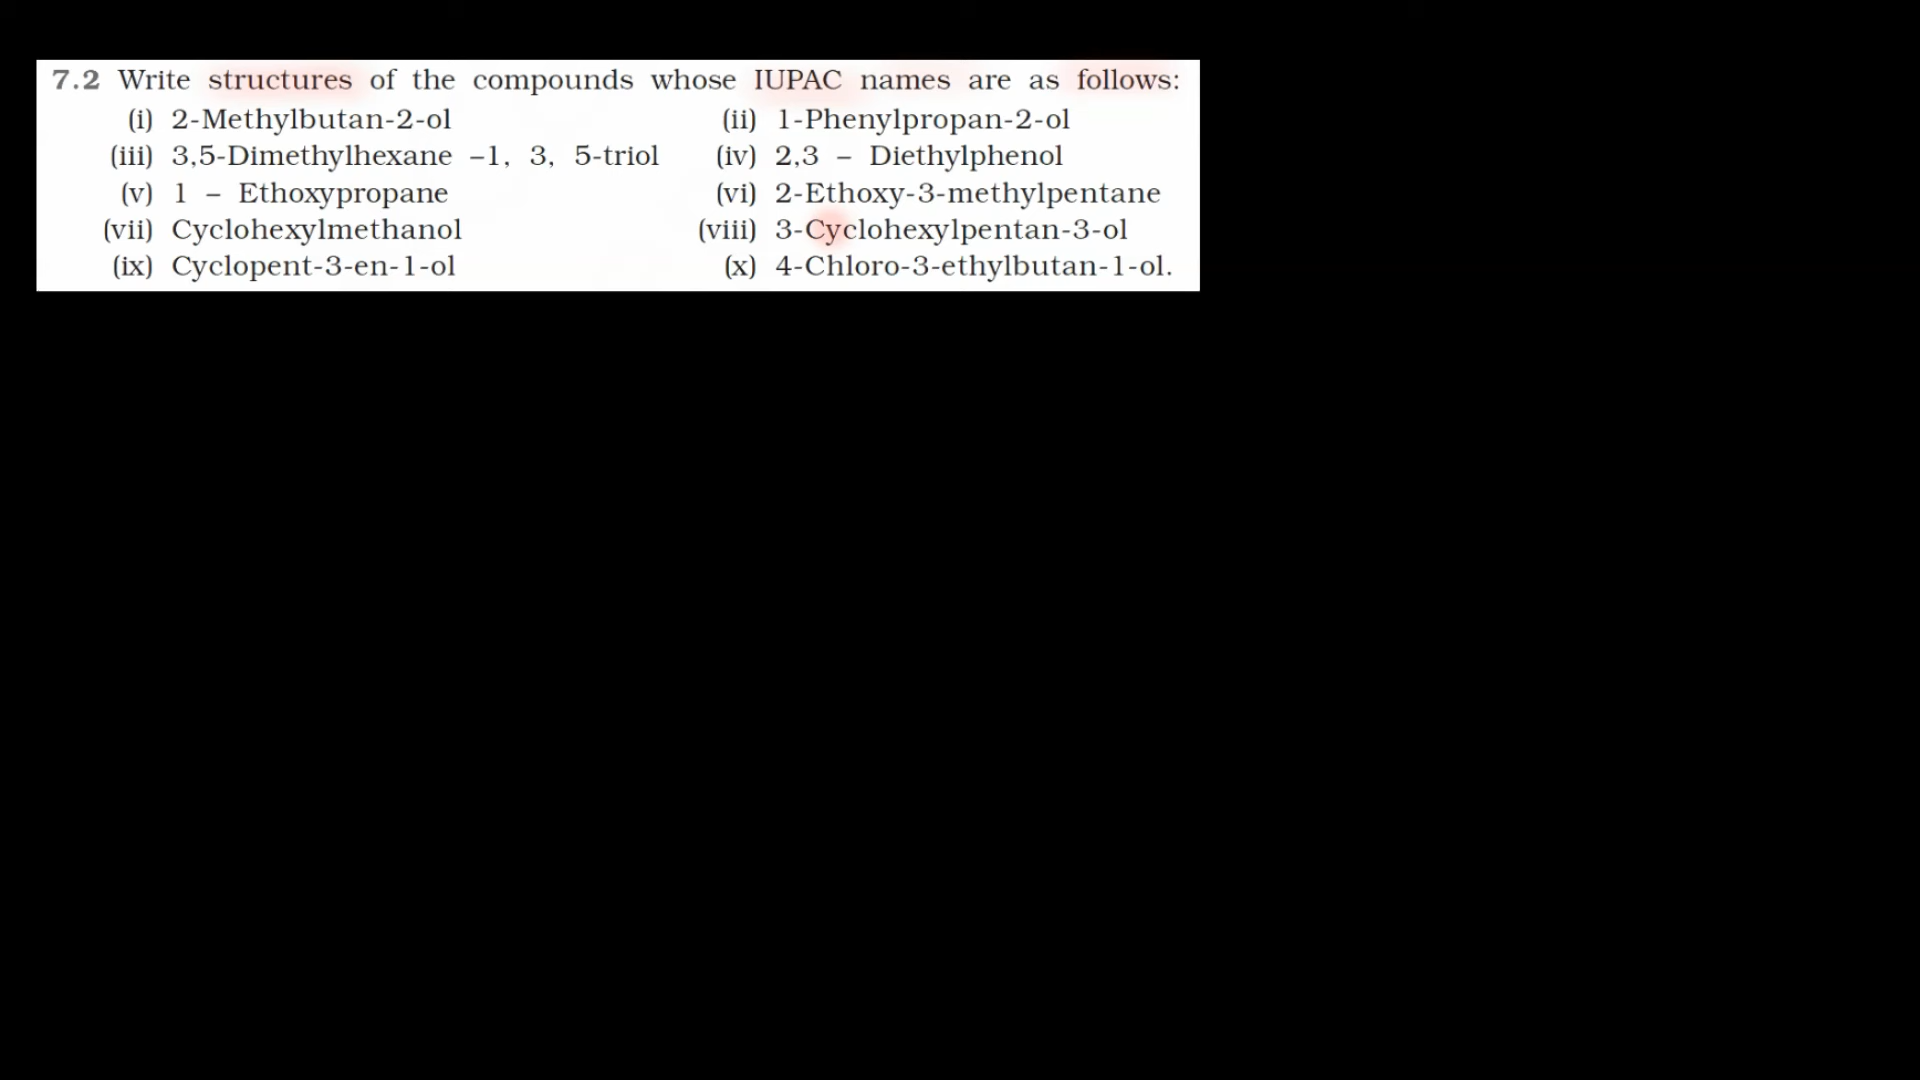 7.2 Write structures of the compounds whose IUPAC names are as follows:
(i) 2-Methylbutan-2-ol (ii) 1-Phenylpropan-2-ol
(iii) 3,5-Dimethylhexane –1, 3, 5-triol (iv) 2,3 – Diethylphenol
(v) 1 – Ethoxypropane (vi) 2-Ethoxy-3-methylpentane
(vii) Cyclohexylmethanol (viii) 3-Cyclohexylpentan-3-ol
(ix) Cyclopent-3-en-1-ol (x) 4-Chloro-3-ethylbutan-1-ol.